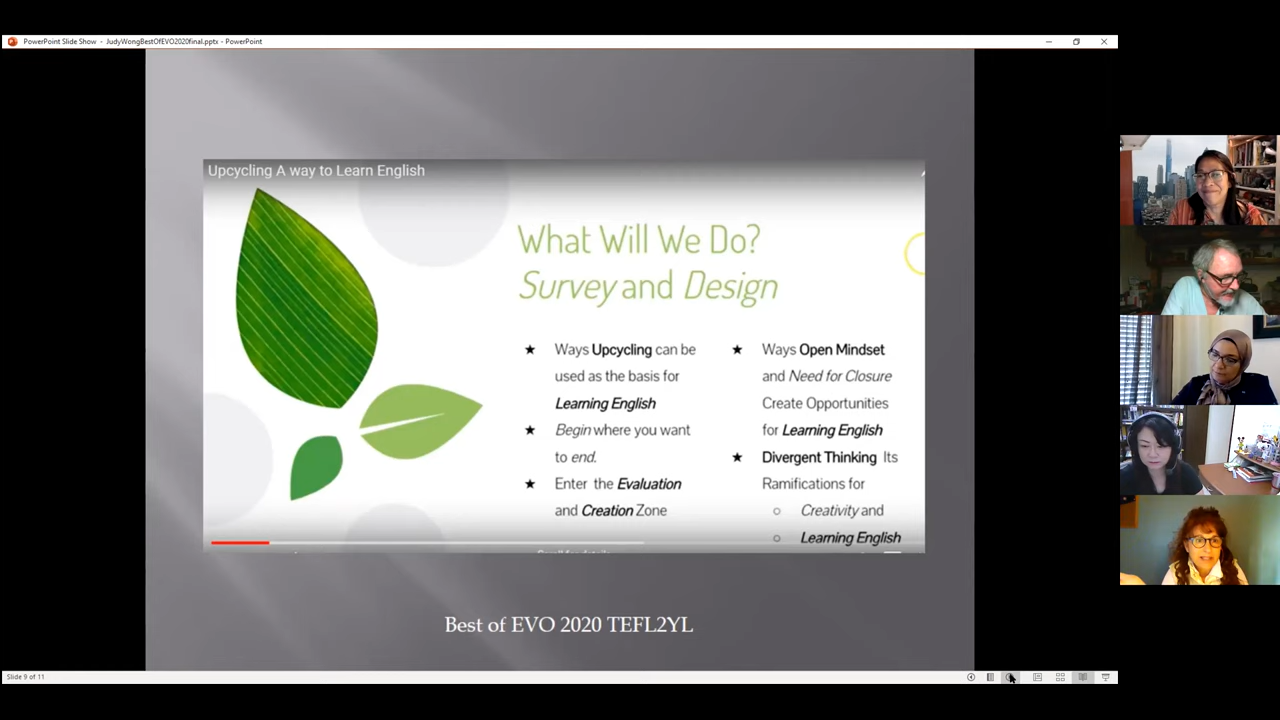 PowerPoint Slide Show - JudyWongBestOfEVO2020final.pptx - PowerPoint
Upcycling A way to Learn English
What Will We Do?
Survey and Design
★ Ways Upcycling can be
used as the basis for
Learning English
★ Begin where you want
to end.
★ Enter the Evaluation
and Creation Zone
★ Ways Open Mindset
and Need for Closure
Create Opportunities
for Learning English
★ Divergent Thinking Its
Ramifications for
○ Creativity and
○ Learning English
Scroll for details
Best of EVO 2020 TEFL2YL
Slide 9 of 11